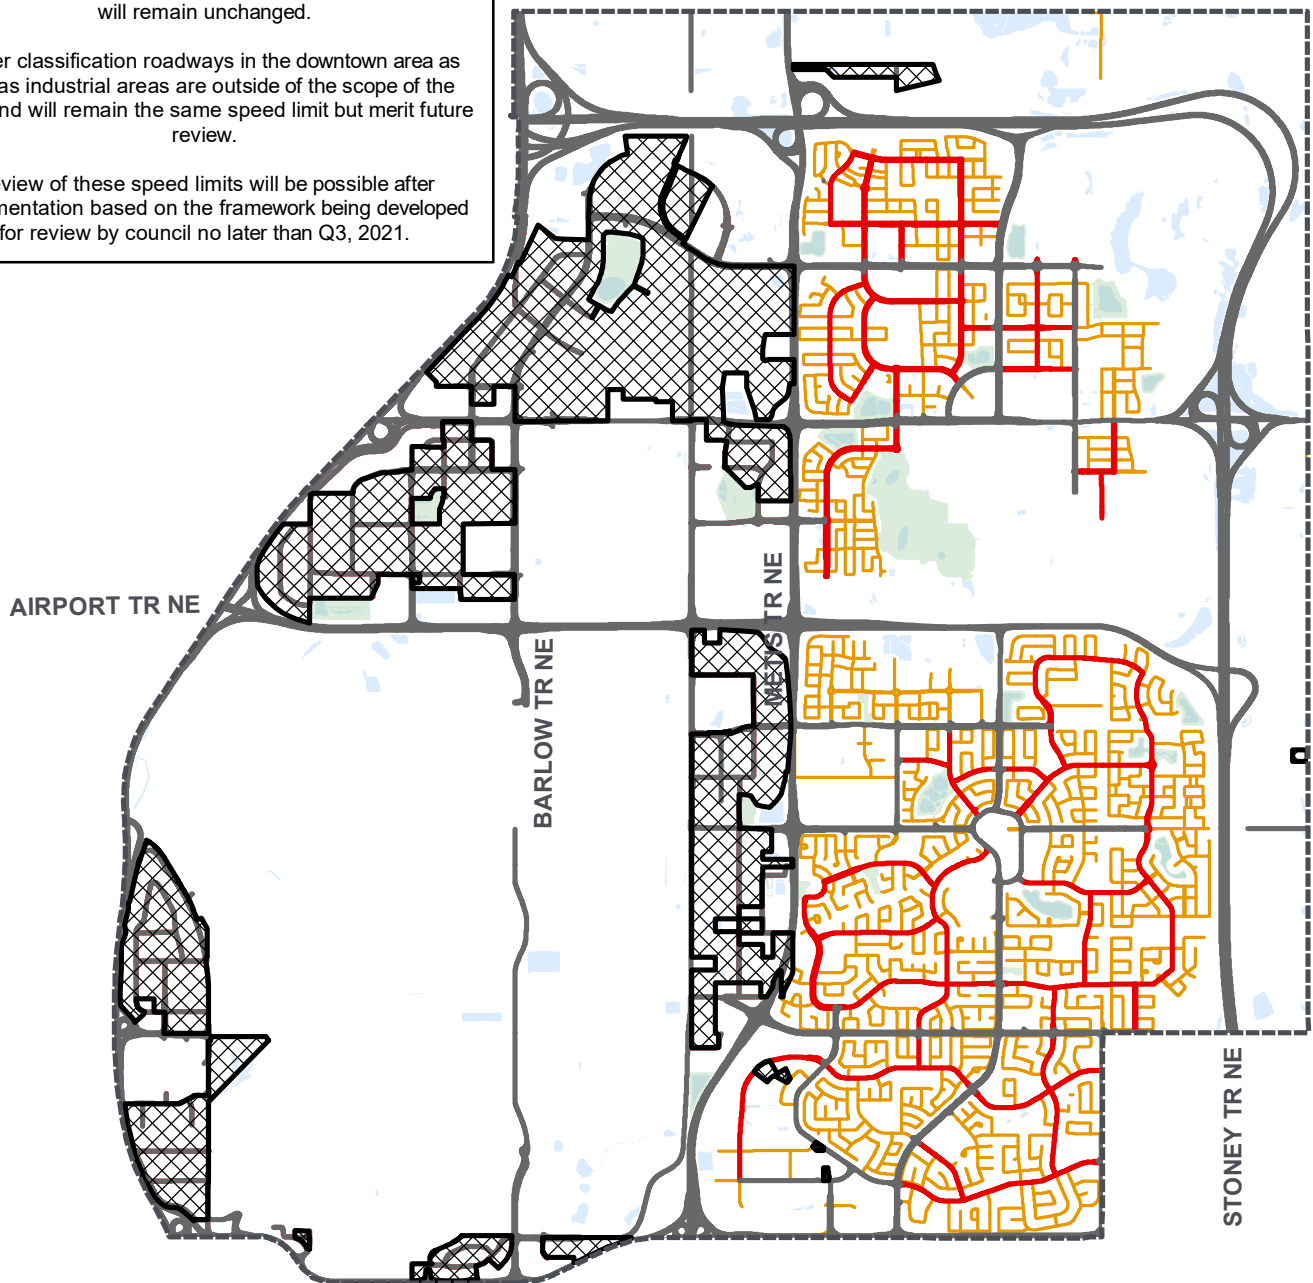 will remain unchanged.
er classification roadways in the downtown area as
as industrial areas are outside of the scope of the
nd will remain the same speed limit but merit future
review.
eview of these speed limits will be possible after
mentation based on the framework being developed
for review by council no later than Q3, 2021.
AIRPORT TR NE
METIS TR NE
BARLOW TR NE
STONEY TR NE